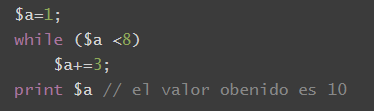 $a=1;
while ($a <8)
    $a+=3;
print $a // el valor obenido es 10